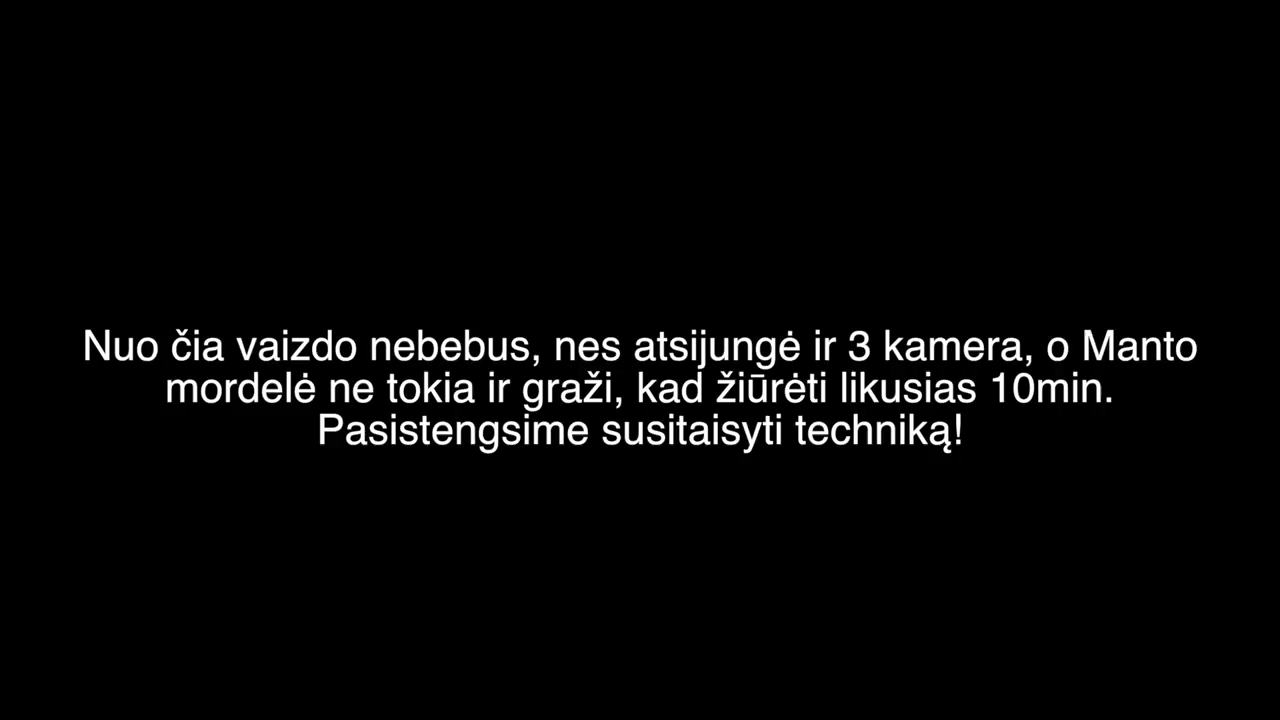 Nuo čia vaizdo nebebus, nes atsijungė ir 3 kamera, o Manto
mordelė ne tokia ir graži, kad žiūrėti likusias 10min.
Pasistengsime susitaisyti techniką!